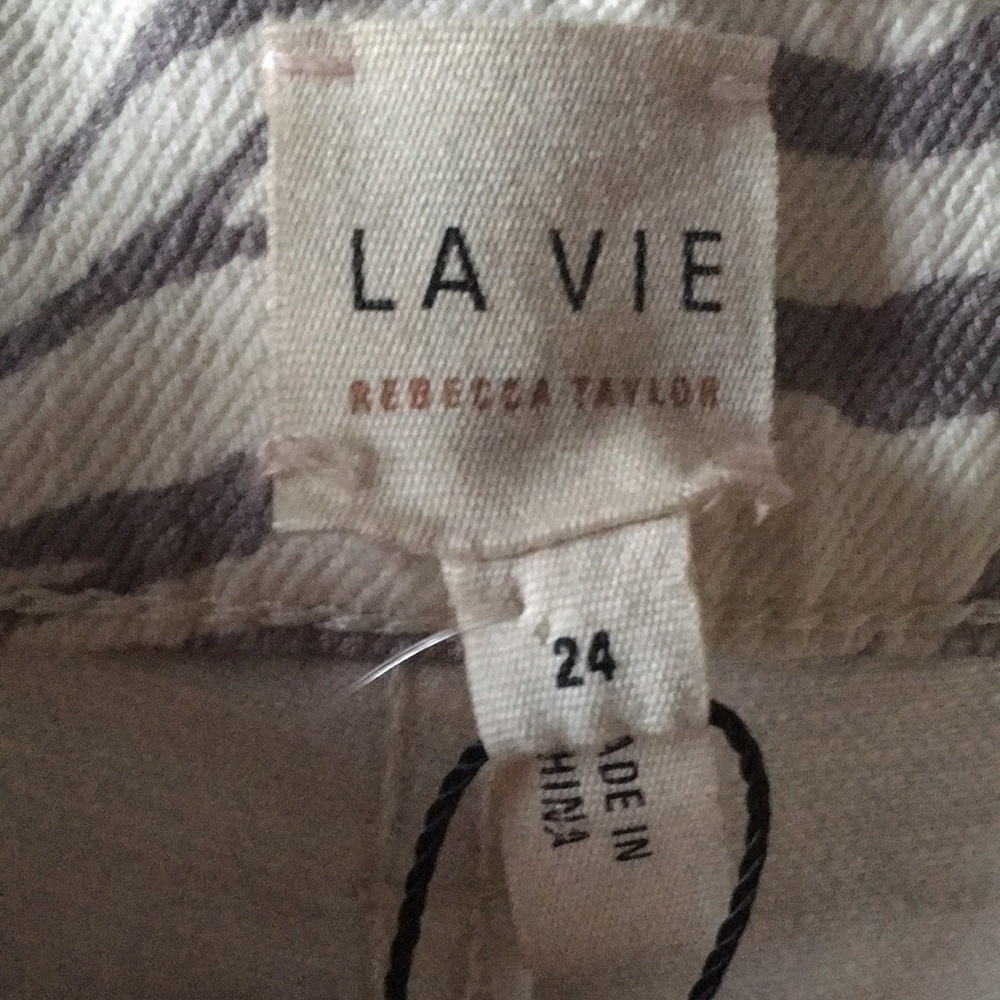 LA VIE
REBECCA TAYLOR
24
ADE IN
HINA